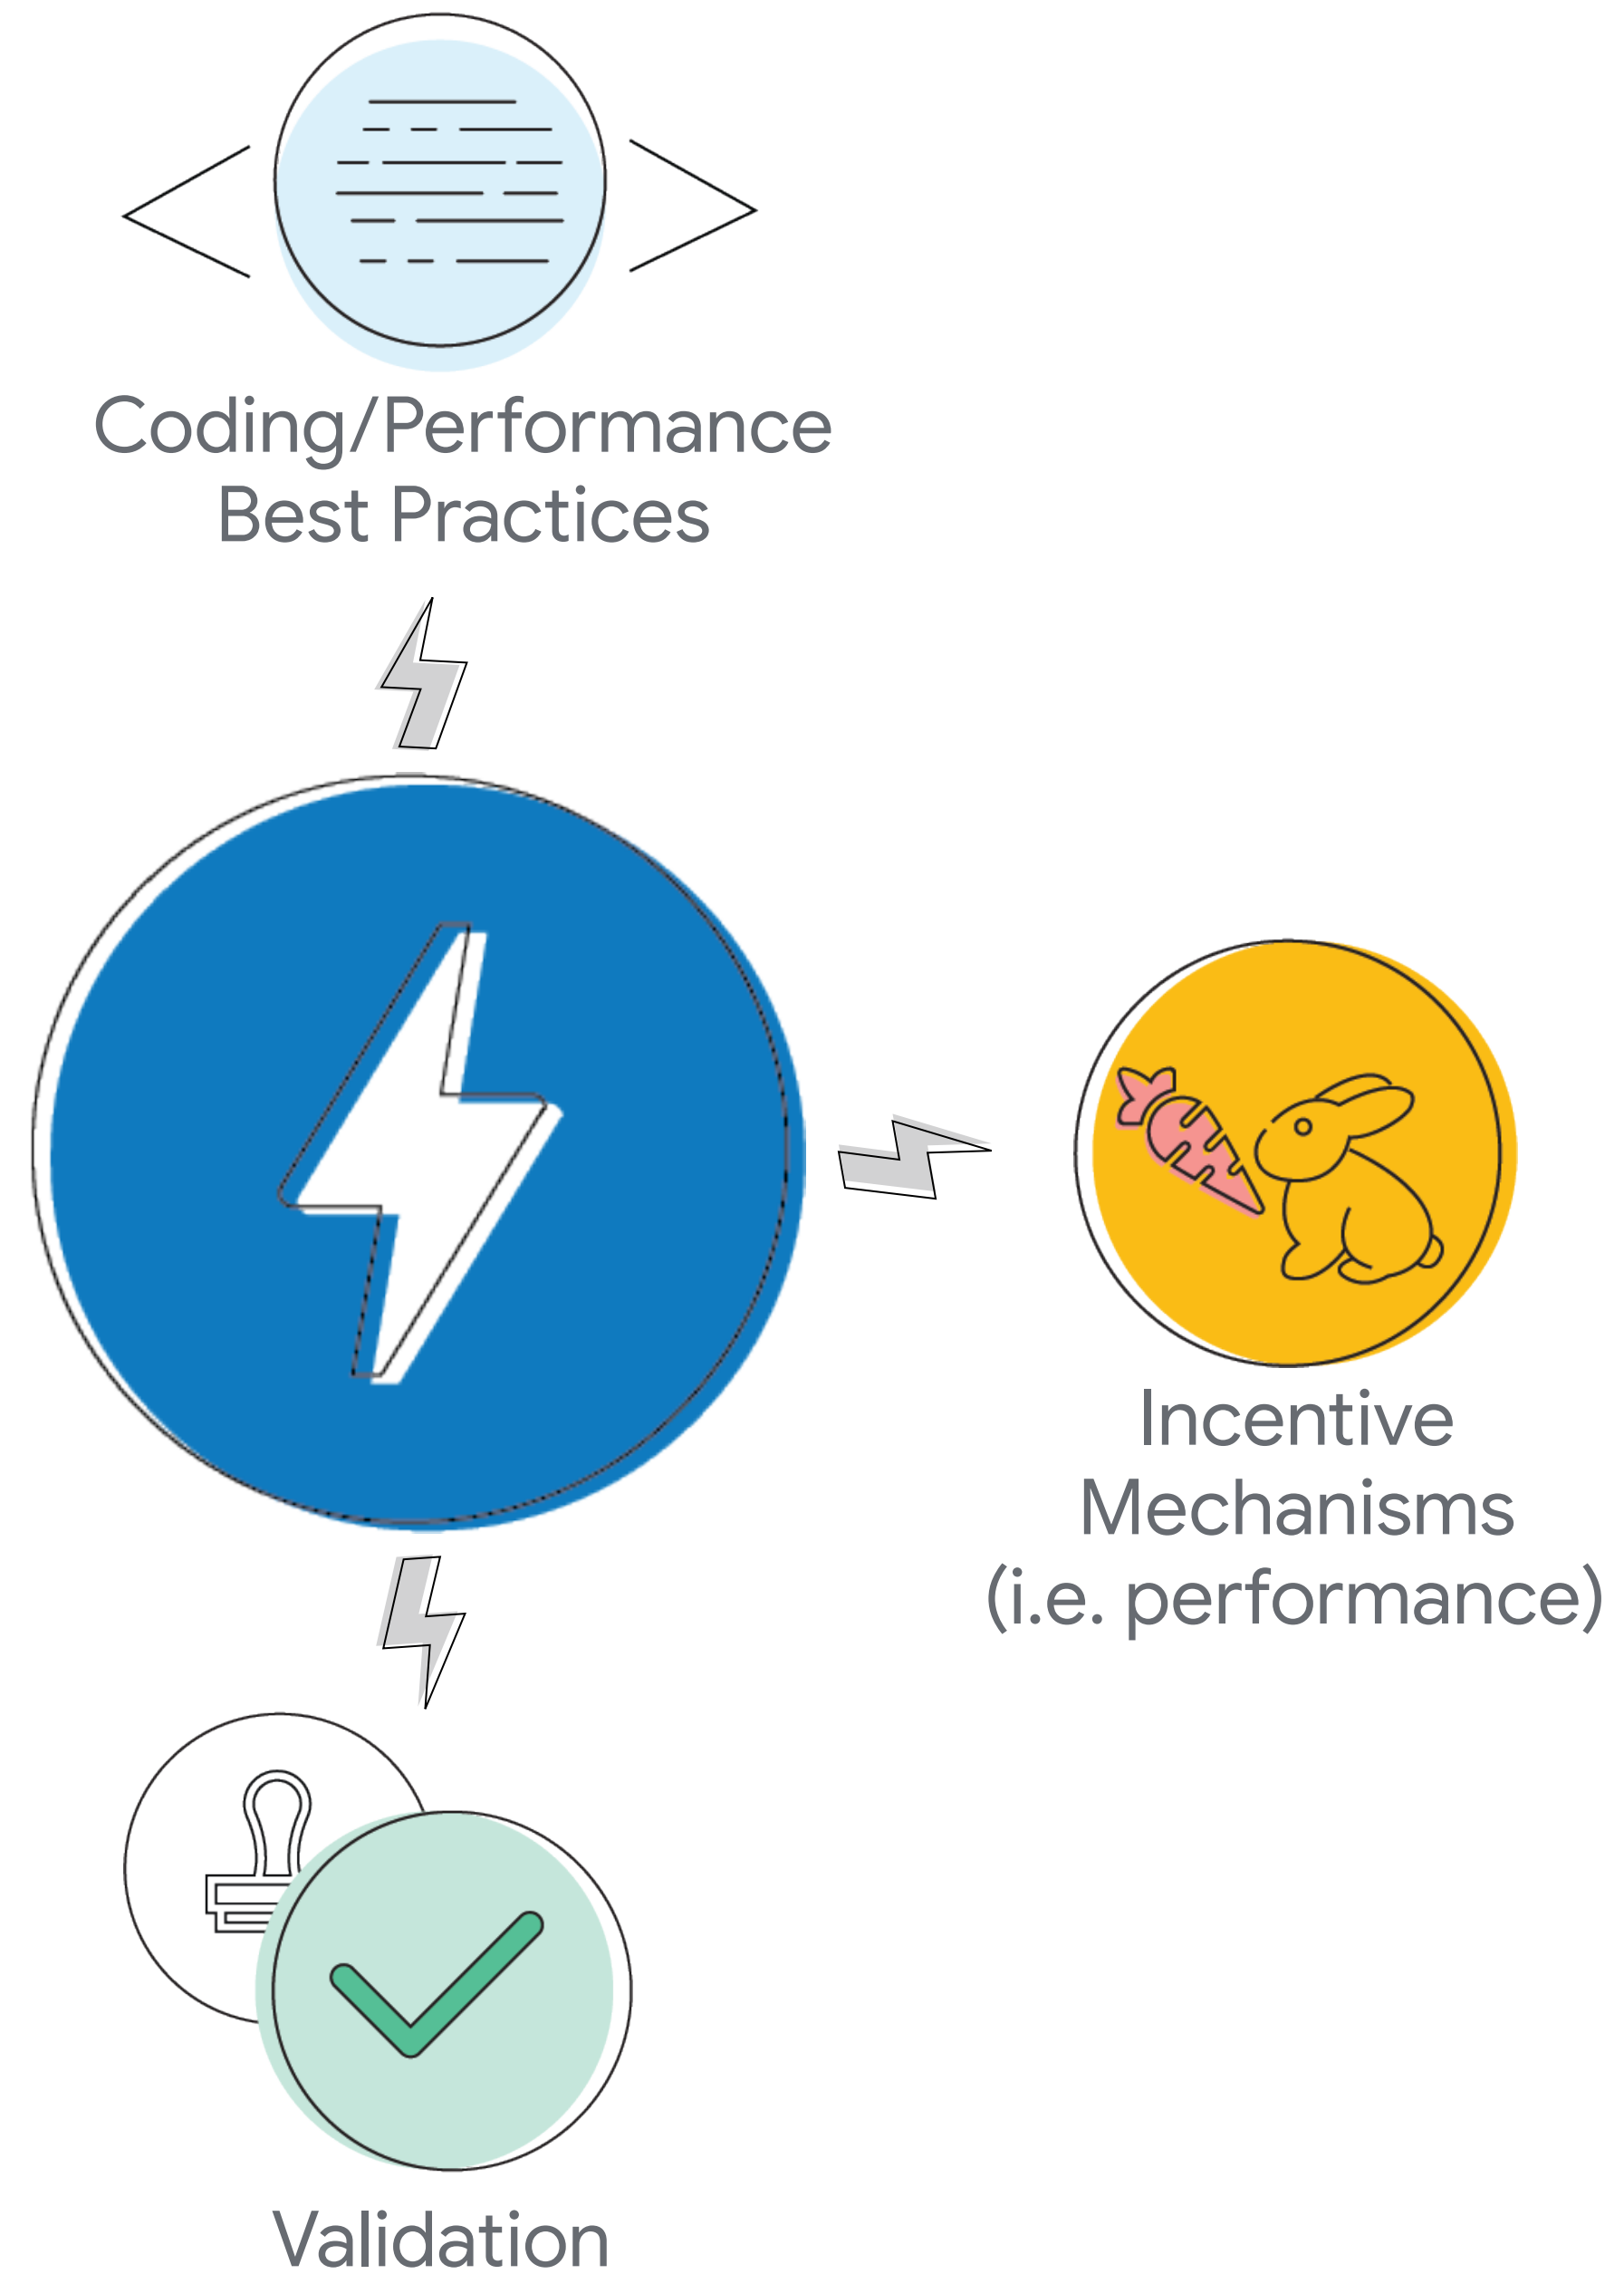 Coding/Performance
Best Practices
Incentive
Mechanisms
(i.e. performance)
Validation